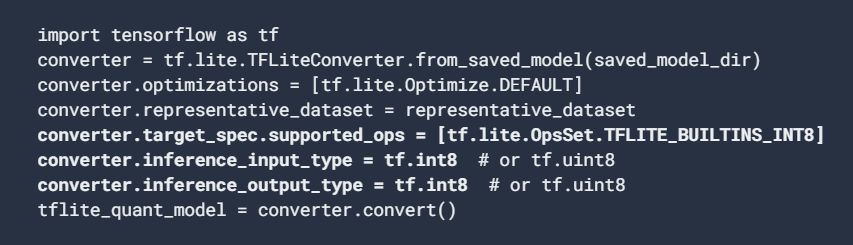 import tensorflow as tf
converter = tf.lite.TFLiteConverter.from_saved_model(saved_model_dir)
converter.optimizations = [tf.lite.Optimize.DEFAULT]
converter.representative_dataset = representative_dataset
converter.target_spec.supported_ops = [tf.lite.OpsSet.TFLITE_BUILTINS_INT8]
converter.inference_input_type = tf.int8  # or tf.uint8
converter.inference_output_type = tf.int8  # or tf.uint8
tflite_quant_model = converter.convert()